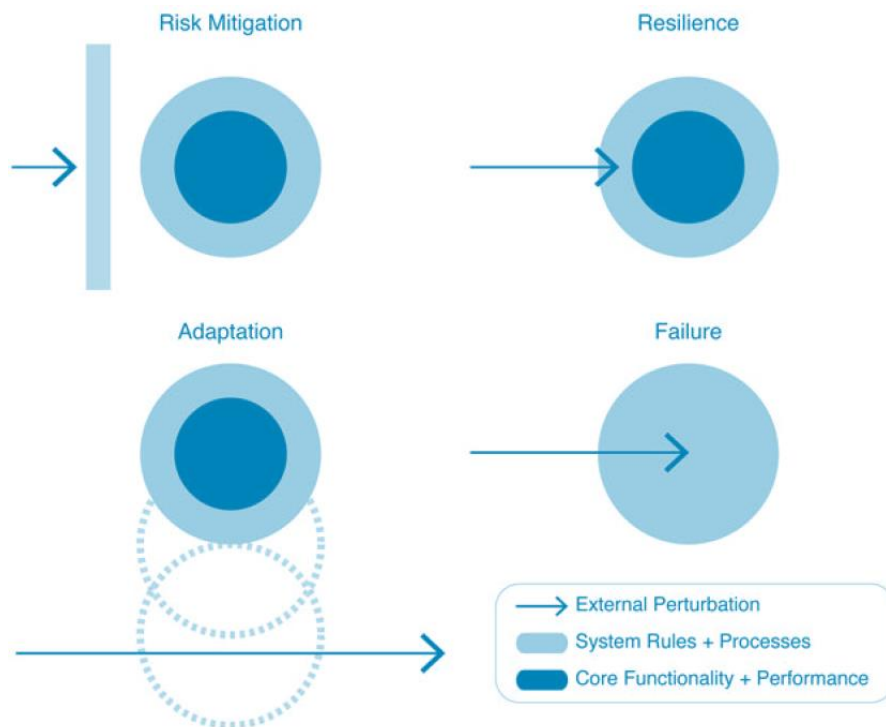 Risk Mitigation
Resilience
Adaptation
Failure
External Perturbation
System Rules + Processes
Core Functionality + Performance